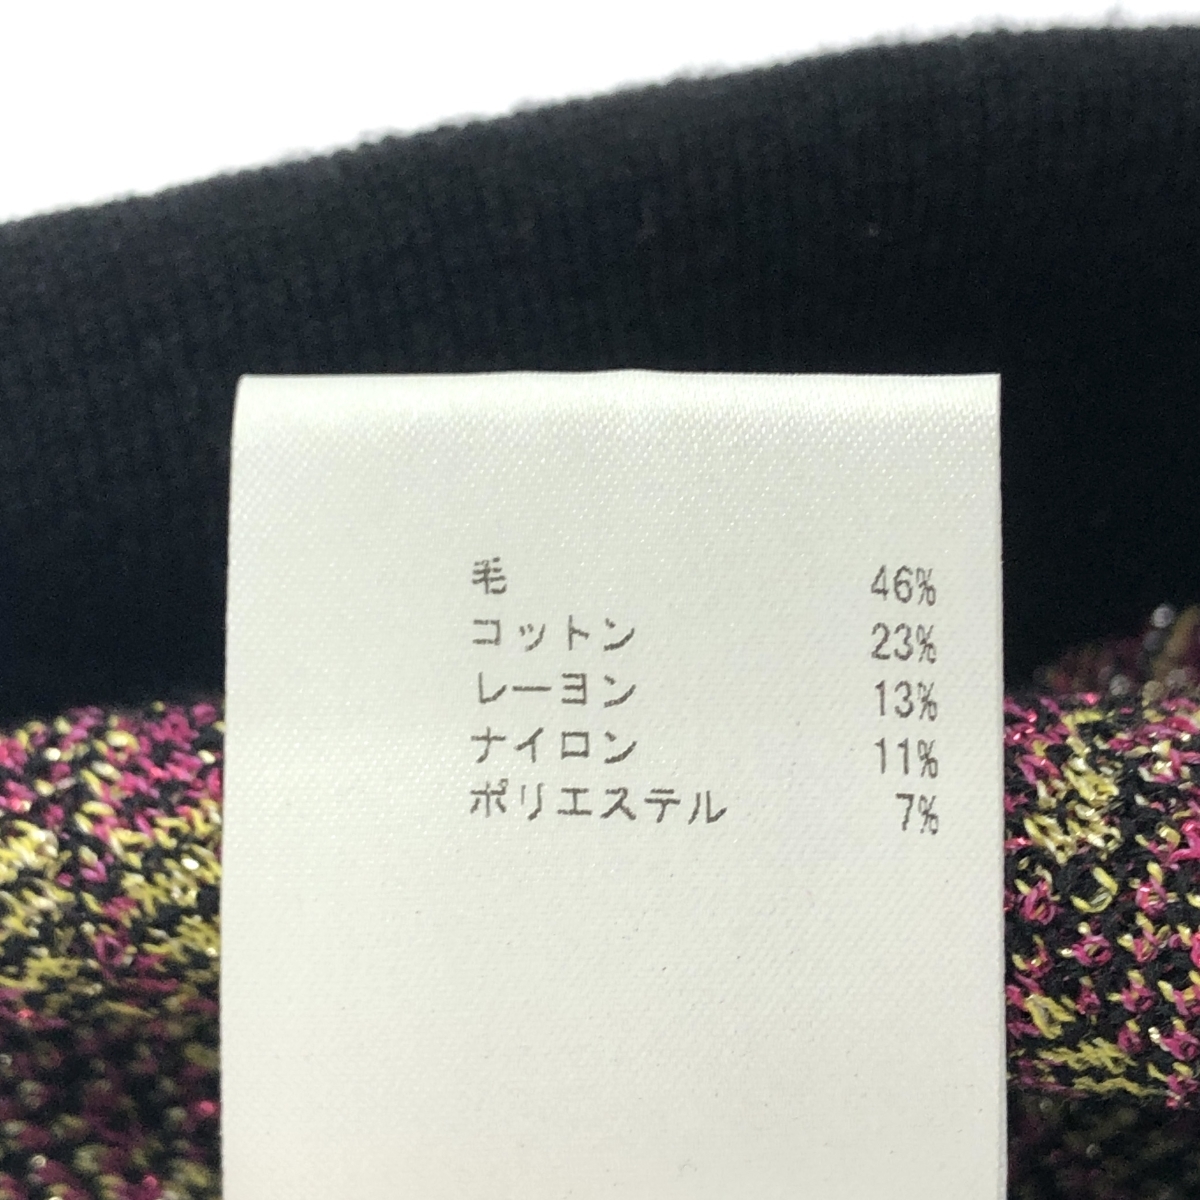 毛 46%
コットン 23%
レーヨン 13%
ナイロン 11%
ポリエステル 7%